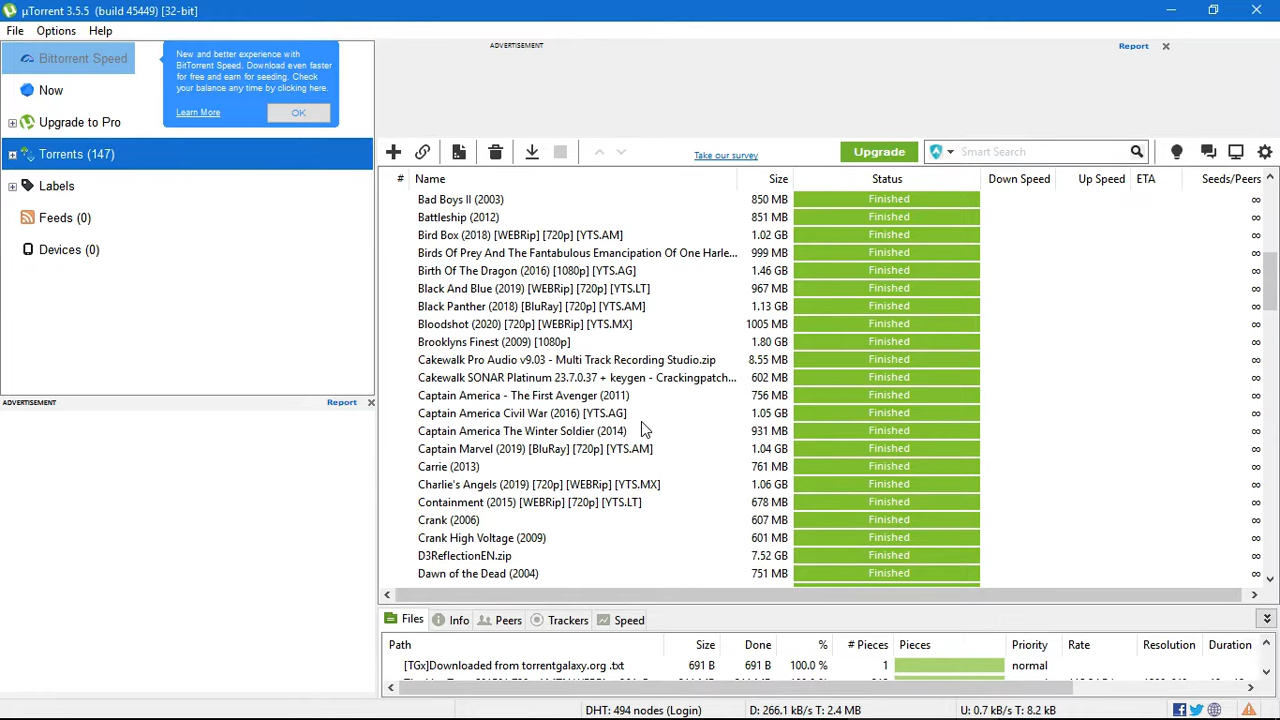 µTorrent 3.5.5 (build 45449) [32-bit]
File Options Help
Bittorrent Speed
New and better experience with
BitTorrent Speed. Download even faster
for free and earn for seeding. Check
your balance any time by clicking here.
Learn More OK
Now
Upgrade to Pro
Torrents (147)
Labels
Feeds (0)
Devices (0)
ADVERTISEMENT Report
ADVERTISEMENT Report
Take our survey Upgrade Smart Search
# Name Size Status Down Speed Up Speed ETA Seeds/Peers
Bad Boys II (2003) 850 MB Finished ∞
Battleship (2012) 851 MB Finished ∞
Bird Box (2018) [WEBRip] [720p] [YTS.AM] 1.02 GB Finished ∞
Birds Of Prey And The Fantabulous Emancipation Of One Harle... 999 MB Finished ∞
Birth Of The Dragon (2016) [1080p] [YTS.AG] 1.46 GB Finished ∞
Black And Blue (2019) [WEBRip] [720p] [YTS.LT] 967 MB Finished ∞
Black Panther (2018) [BluRay] [720p] [YTS.AM] 1.13 GB Finished ∞
Bloodshot (2020) [720p] [WEBRip] [YTS.MX] 1005 MB Finished ∞
Brooklyns Finest (2009) [1080p] 1.80 GB Finished ∞
Cakewalk Pro Audio v9.03 - Multi Track Recording Studio.zip 8.55 MB Finished ∞
Cakewalk SONAR Platinum 23.7.0.37 + keygen - Crackingpatch... 602 MB Finished ∞
Captain America - The First Avenger (2011) 756 MB Finished ∞
Captain America Civil War (2016) [YTS.AG] 1.05 GB Finished ∞
Captain America The Winter Soldier (2014) 931 MB Finished ∞
Captain Marvel (2019) [BluRay] [720p] [YTS.AM] 1.04 GB Finished ∞
Carrie (2013) 761 MB Finished ∞
Charlie's Angels (2019) [720p] [WEBRip] [YTS.MX] 1.06 GB Finished ∞
Containment (2015) [WEBRip] [720p] [YTS.LT] 678 MB Finished ∞
Crank (2006) 607 MB Finished ∞
Crank High Voltage (2009) 601 MB Finished ∞
D3ReflectionEN.zip 7.52 GB Finished ∞
Dawn of the Dead (2004) 751 MB Finished ∞
Files Info Peers Trackers Speed
Path Size Done % # Pieces Pieces Priority Rate Resolution Duration
[TGx]Downloaded from torrentgalaxy.org .txt 691 B 691 B 100.0 % 1 normal
DHT: 494 nodes (Login) D: 266.1 kB/s T: 2.4 MB U: 0.7 kB/s T: 8.2 kB